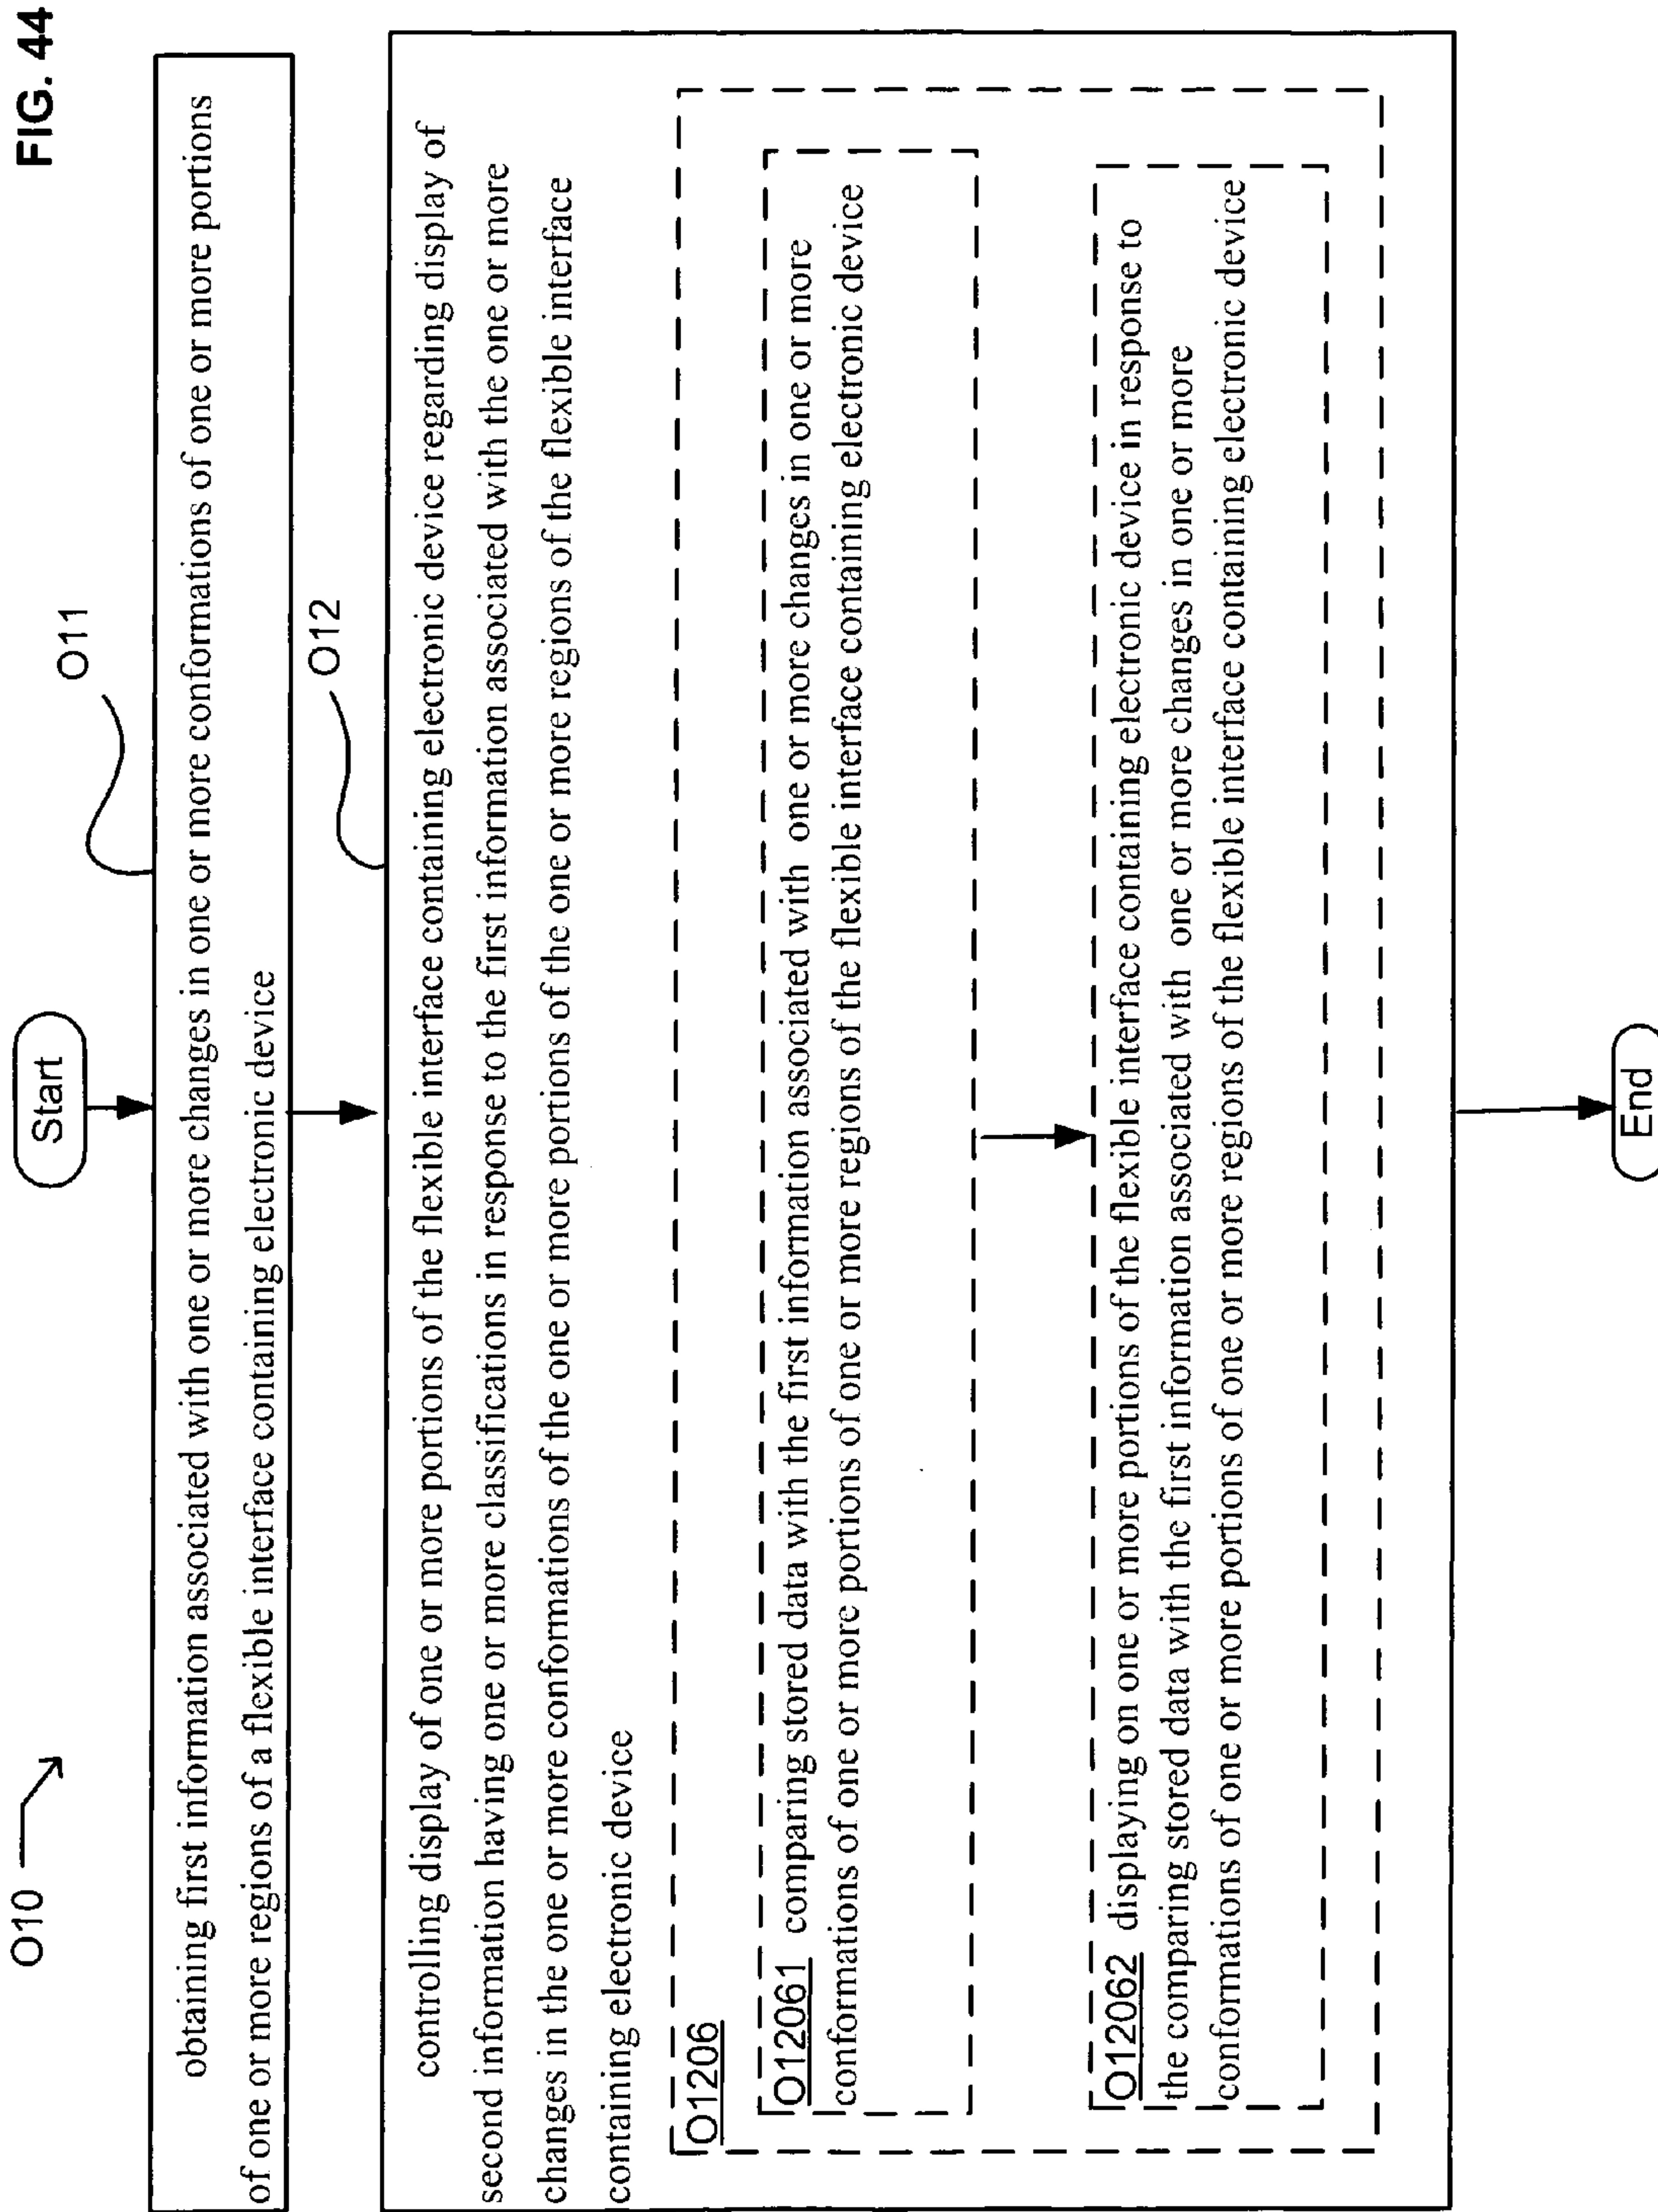 FIG. 44
O10
Start
O11
obtaining first information associated with one or more changes in one or more conformations of one or more portions
of one or more regions of a flexible interface containing electronic device
O12
controlling display of one or more portions of the flexible interface containing electronic device regarding display of
second information having one or more classifications in response to the first information associated with the one or more
changes in the one or more conformations of the one or more portions of the one or more regions of the flexible interface
containing electronic device
O1206
O12061 comparing stored data with the first information associated with one or more changes in one or more
conformations of one or more portions of one or more regions of the flexible interface containing electronic device
O12062 displaying on one or more portions of the flexible interface containing electronic device in response to
the comparing stored data with the first information associated with one or more changes in one or more
conformations of one or more portions of one or more regions of the flexible interface containing electronic device
End